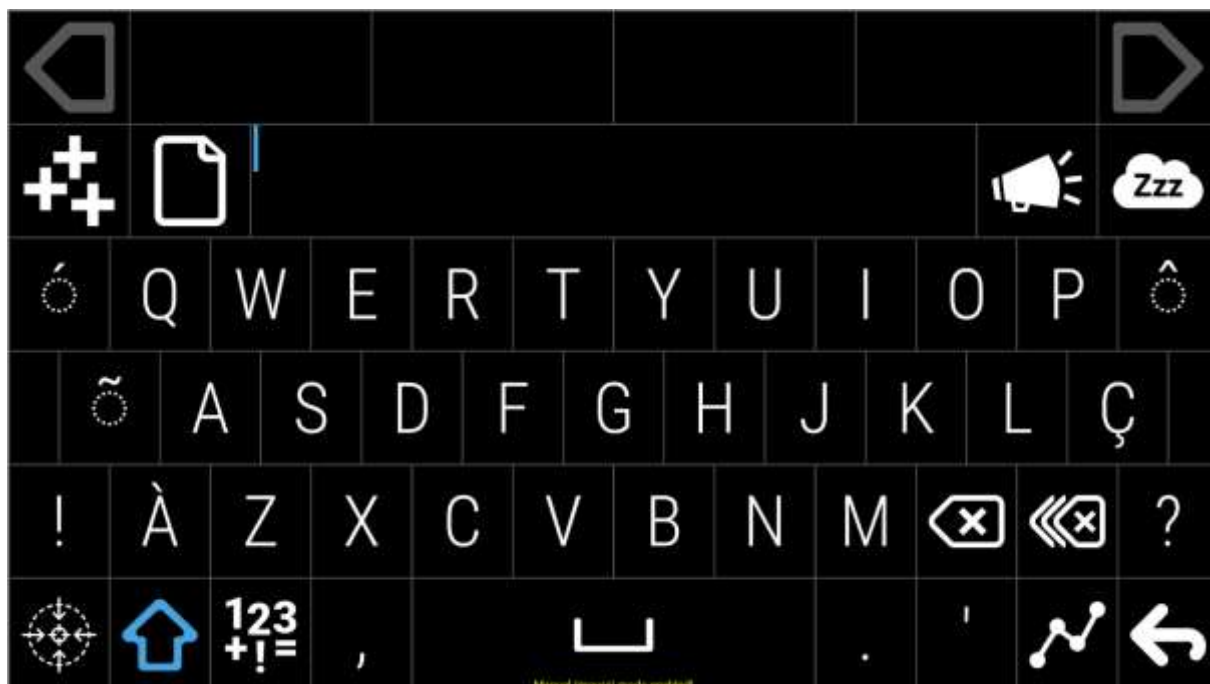 Zzz
ó Q W E R T Y U I O P ô
õ A S D F G H J K L Ç
! À Z X C V B N M ?
123
+!=
, . '